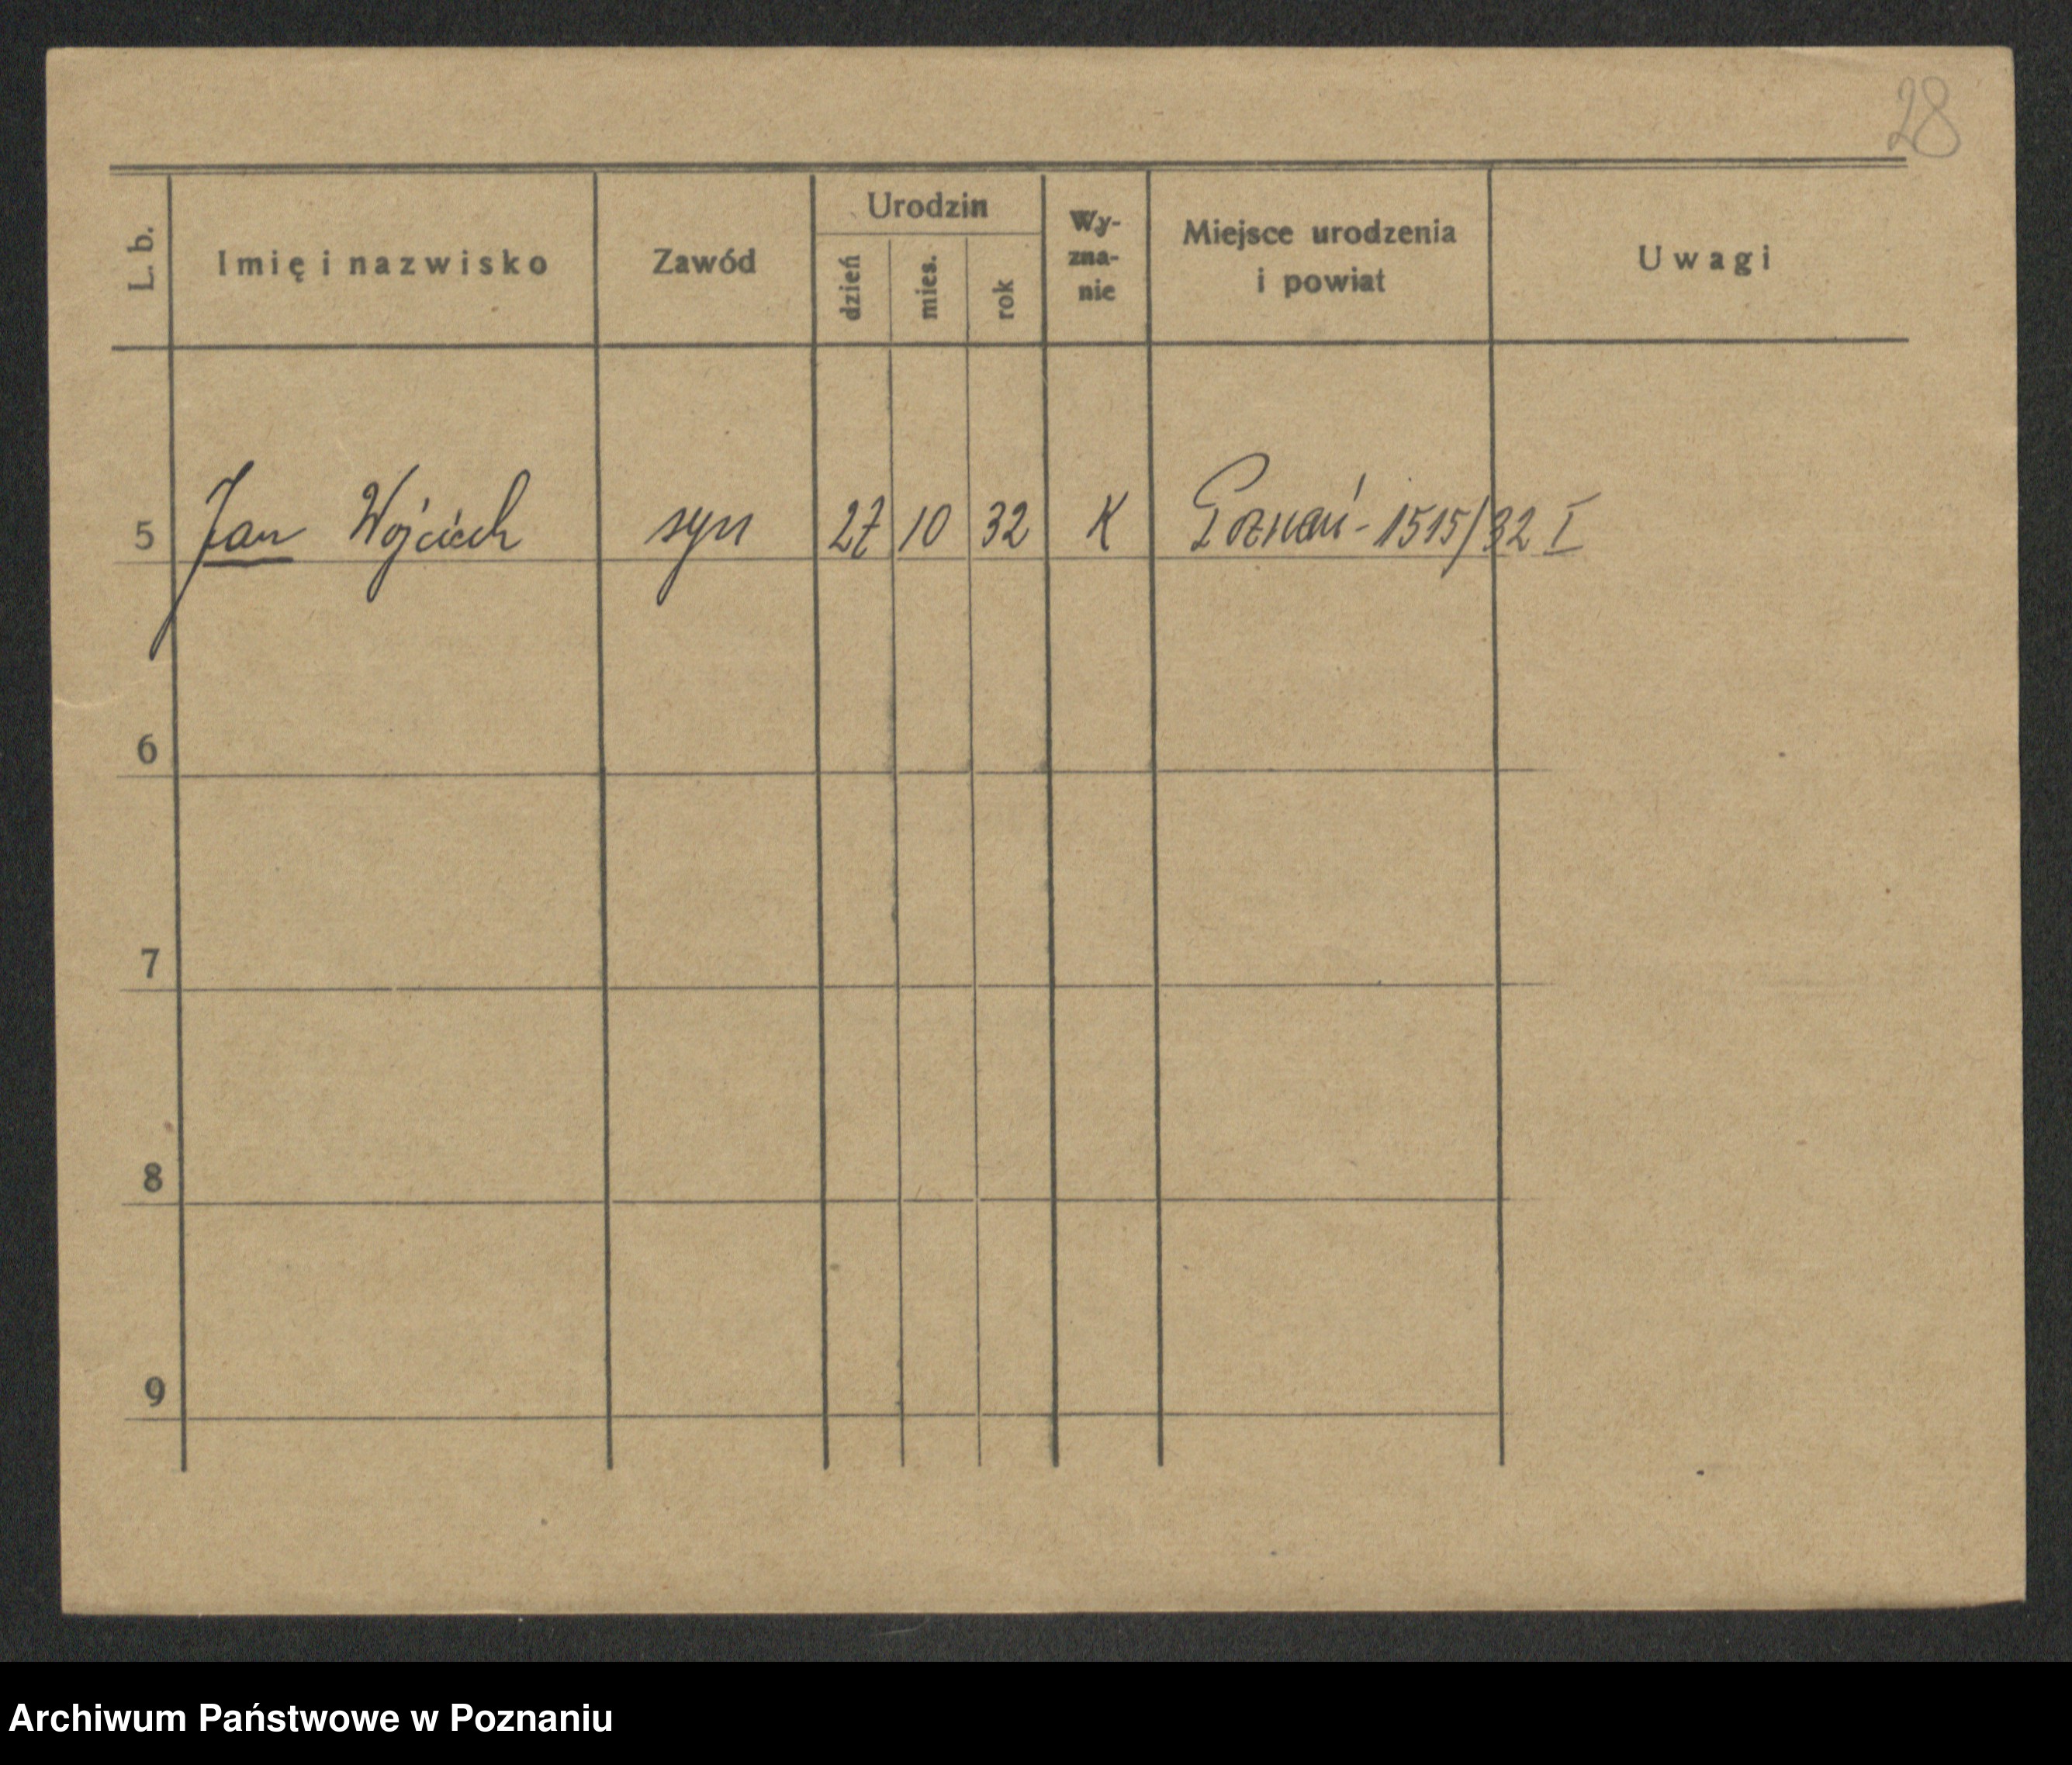 28
L. b.
Imię i nazwisko
Zawód
Urodzin
dzień
mies.
rok
Wy-
zna-
nie
Miejsce urodzenia
i powiat
Uwagi
5 Jan Wojciech syn 27 10 32 K Poznań - 1515/32 I
6
7
8
9
Archiwum Państwowe w Poznaniu